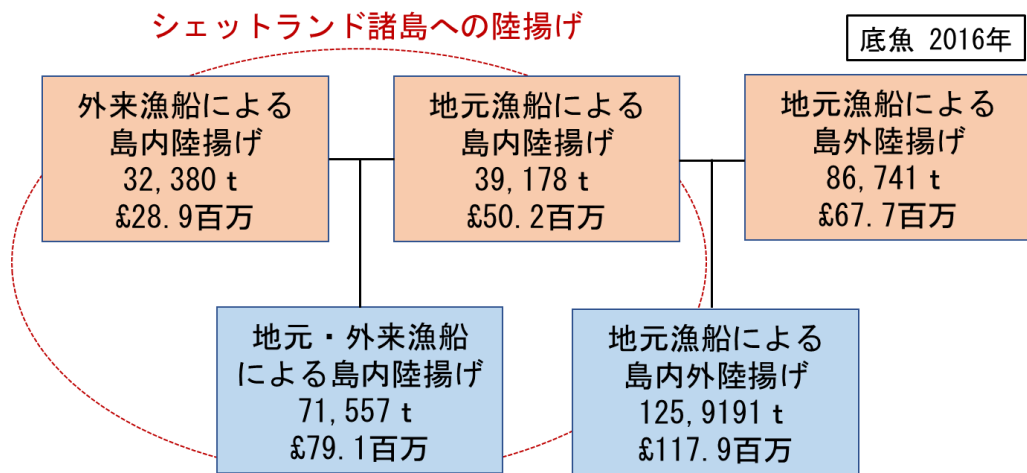 シェットランド諸島への陸揚げ
底魚 2016年
外来漁船による
島内陸揚げ
32,380 t
£28.9百万
地元漁船による
島内陸揚げ
39,178 t
£50.2百万
地元漁船による
島外陸揚げ
86,741 t
£67.7百万
地元・外来漁船
による島内陸揚げ
71,557 t
£79.1百万
地元漁船による
島内外陸揚げ
125,9191 t
£117.9百万